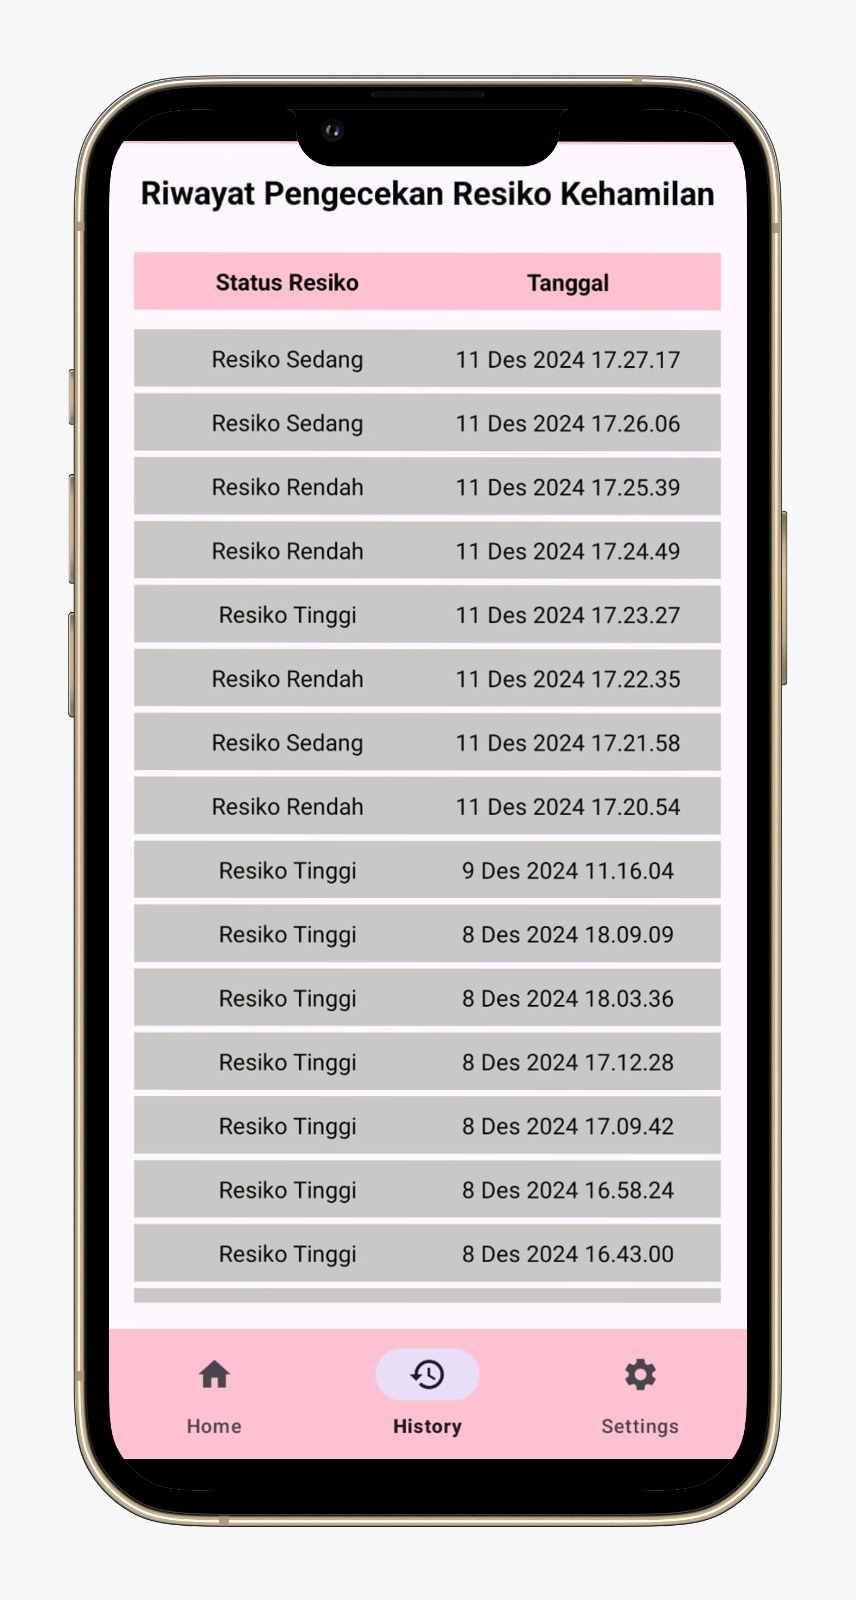 Riwayat Pengecekan Resiko Kehamilan
Status Resiko Tanggal
Resiko Sedang 11 Des 2024 17.27.17
Resiko Sedang 11 Des 2024 17.26.06
Resiko Rendah 11 Des 2024 17.25.39
Resiko Rendah 11 Des 2024 17.24.49
Resiko Tinggi 11 Des 2024 17.23.27
Resiko Rendah 11 Des 2024 17.22.35
Resiko Sedang 11 Des 2024 17.21.58
Resiko Rendah 11 Des 2024 17.20.54
Resiko Tinggi 9 Des 2024 11.16.04
Resiko Tinggi 8 Des 2024 18.09.09
Resiko Tinggi 8 Des 2024 18.03.36
Resiko Tinggi 8 Des 2024 17.12.28
Resiko Tinggi 8 Des 2024 17.09.42
Resiko Tinggi 8 Des 2024 16.58.24
Resiko Tinggi 8 Des 2024 16.43.00
Home History Settings